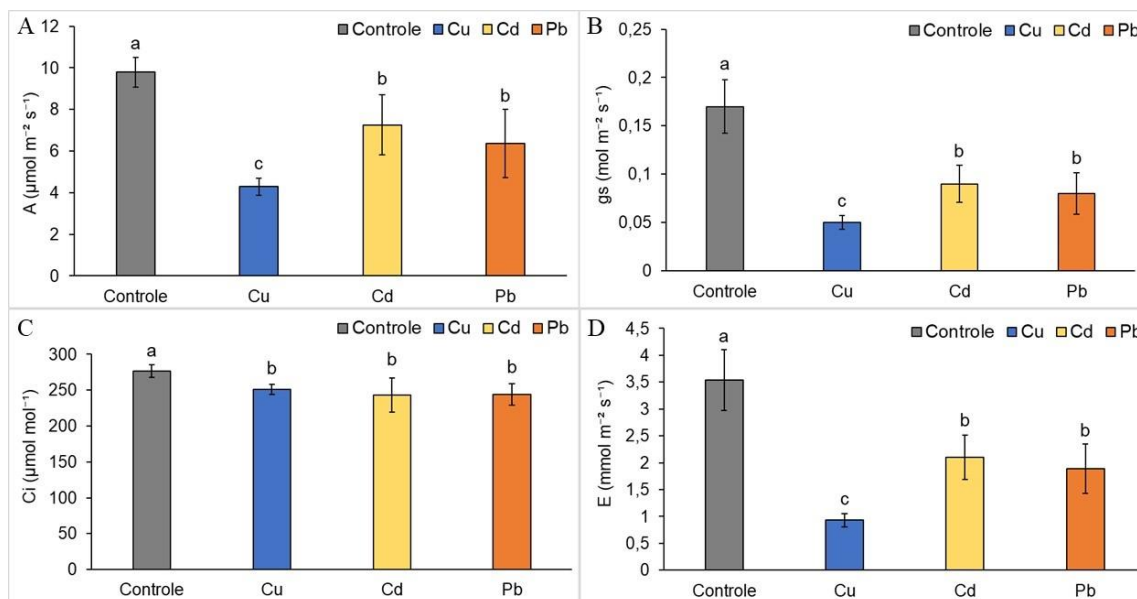 A
Controle Cu Cd Pb
A (µmol m⁻² s⁻¹)
12
10
8
6
4
2
0
a
c
b
b
Controle Cu Cd Pb
B
Controle Cu Cd Pb
gs (mol m⁻² s⁻¹)
0,25
0,2
0,15
0,1
0,05
0
a
c
b
b
Controle Cu Cd Pb
C
Controle Cu Cd Pb
Ci (µmol mol⁻¹)
300
250
200
150
100
50
0
a
b
b
b
Controle Cu Cd Pb
D
Controle Cu Cd Pb
E (mmol m⁻² s⁻¹)
4,5
4
3,5
3
2,5
2
1,5
1
0,5
0
a
c
b
b
Controle Cu Cd Pb